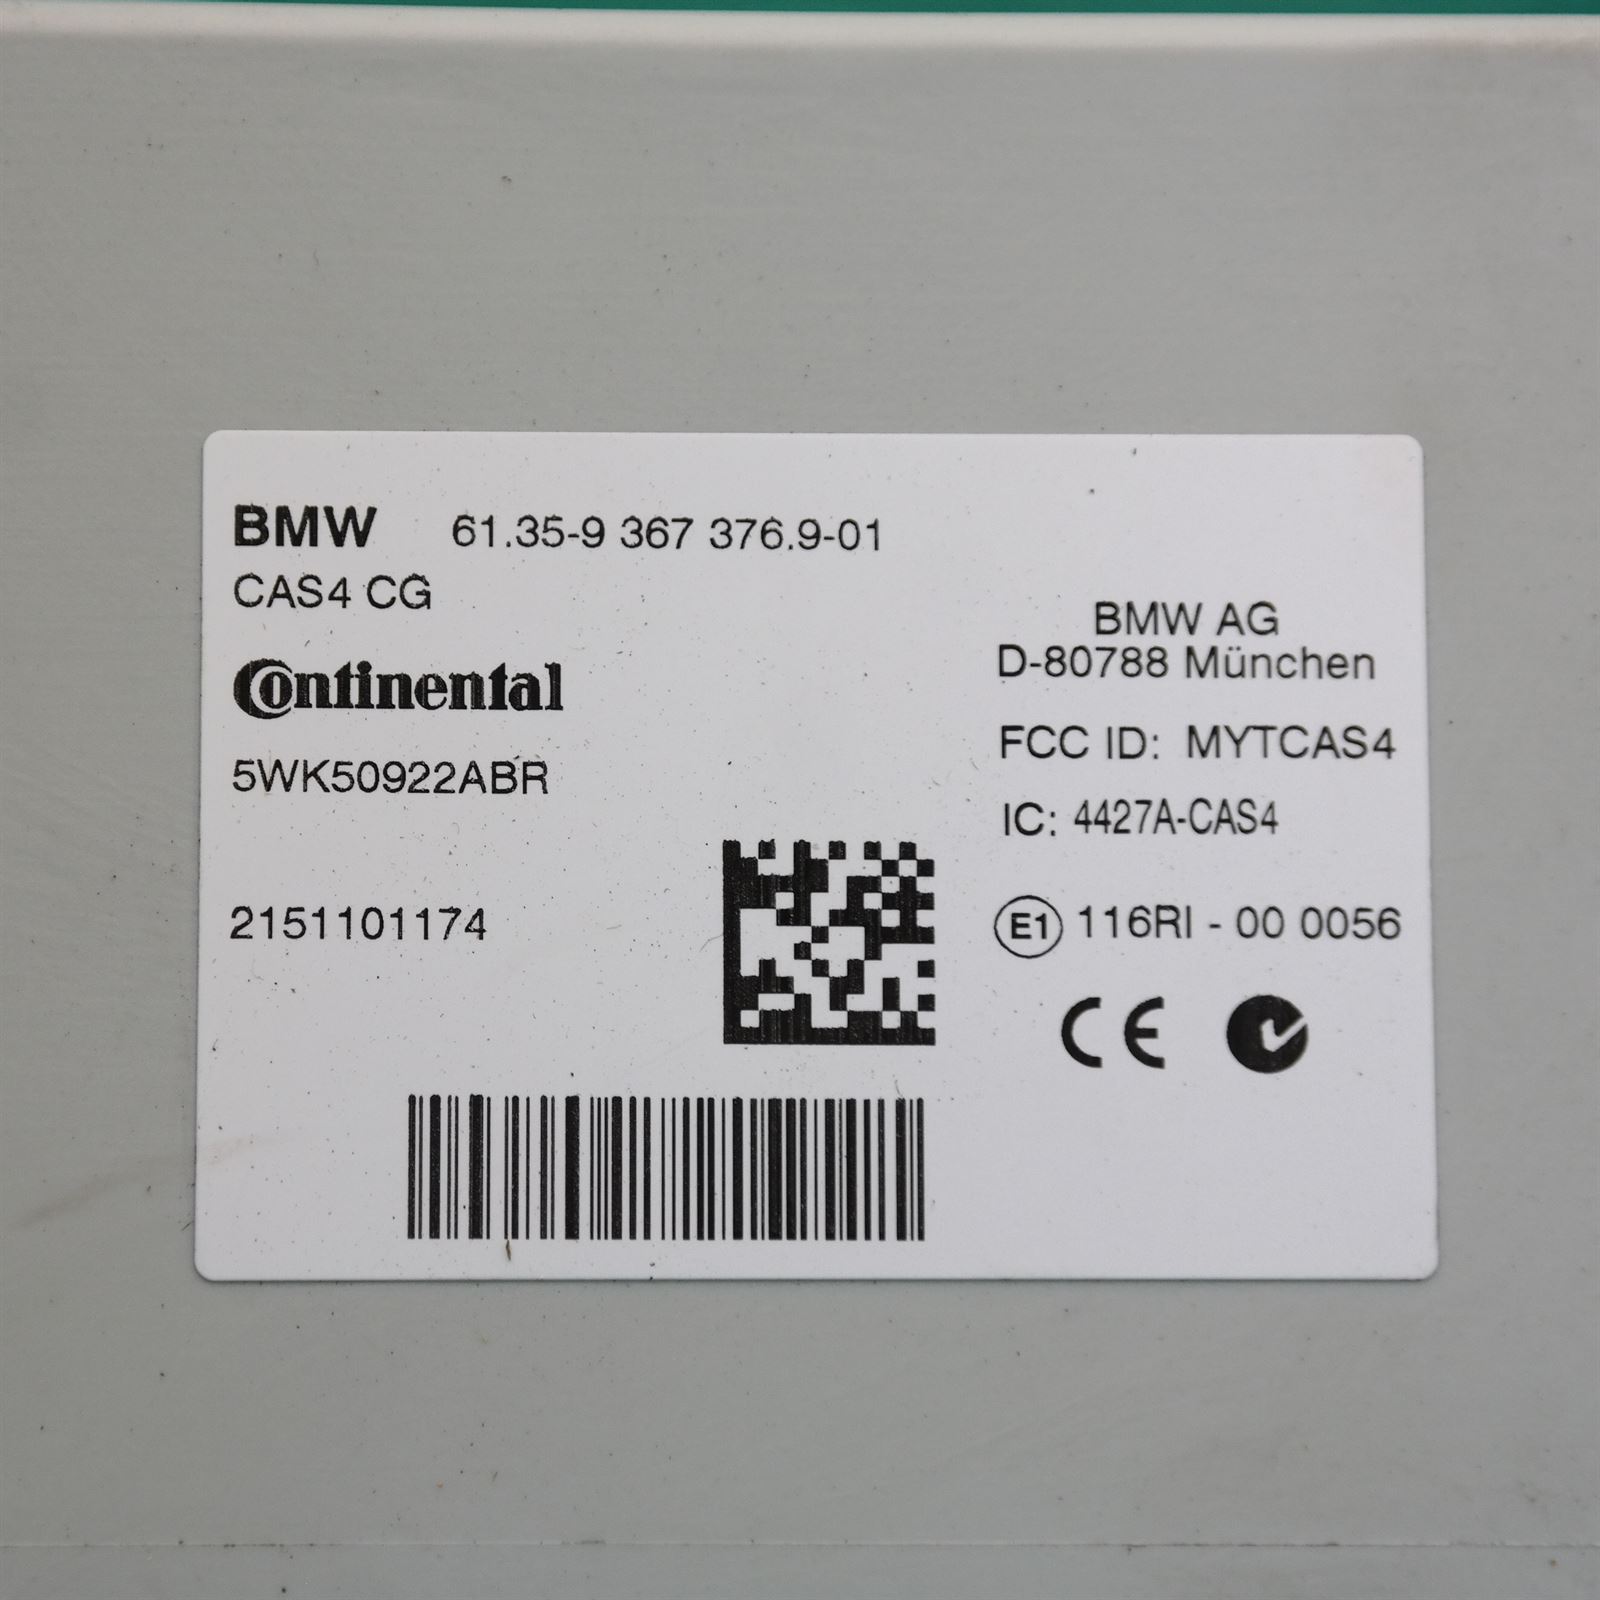 BMW 61.35-9 367 376.9-01
CAS4 CG
Continental
5WK50922ABR
2151101174
BMW AG
D-80788 München
FCC ID: MYTCAS4
IC: 4427A-CAS4
E1 116RI - 00 0056
CE